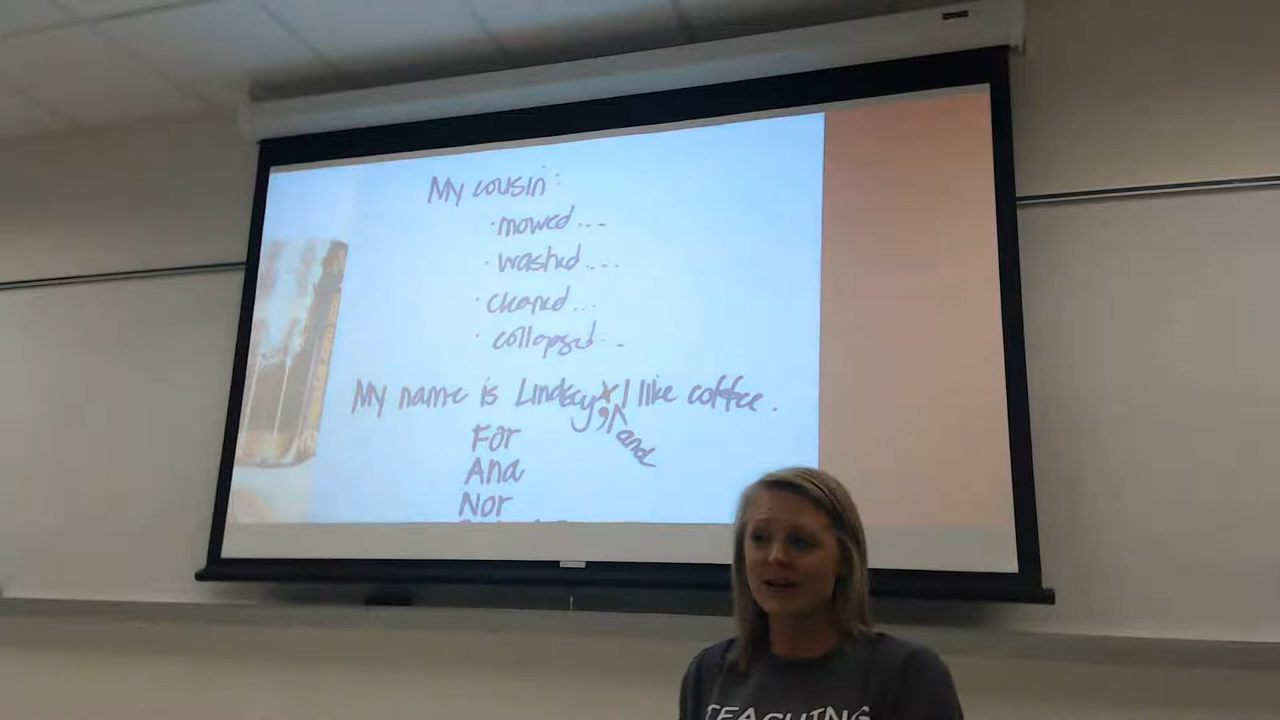 My cousin:
· mowed...
· washed...
· cleaned...
· collapsed...
My name is Lindsey x I like coffee.
, ^ and
For
And
Nor
TEACHING